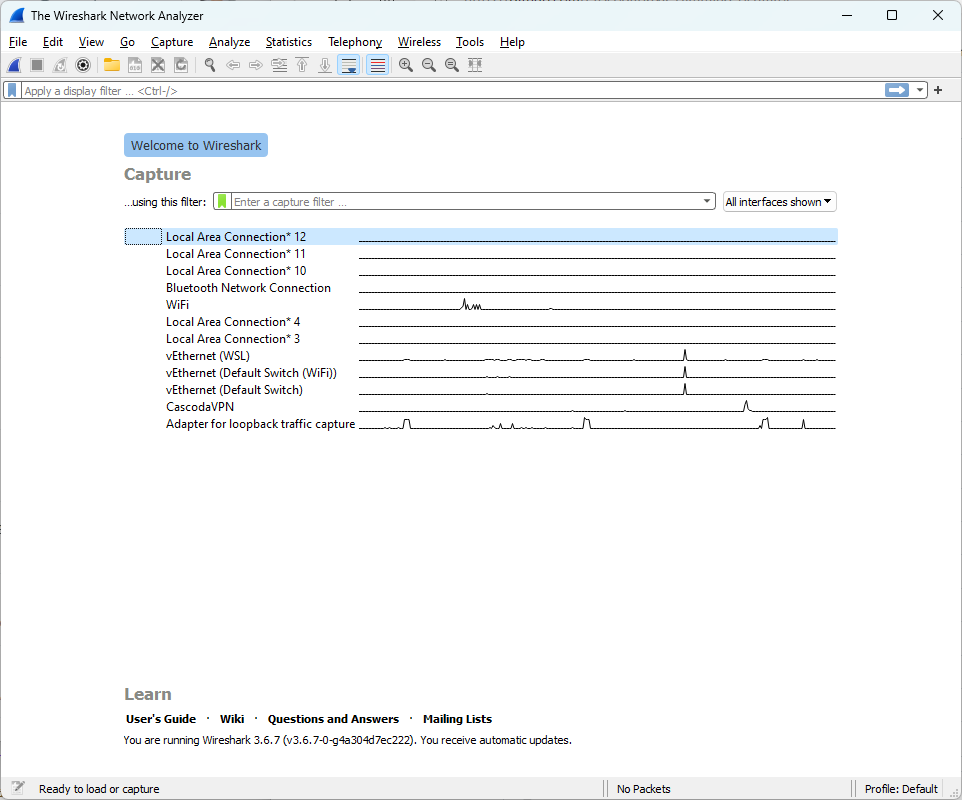 The Wireshark Network Analyzer
File Edit View Go Capture Analyze Statistics Telephony Wireless Tools Help
Apply a display filter ... <Ctrl-/>
Welcome to Wireshark
Capture
...using this filter: Enter a capture filter ... All interfaces shown
Local Area Connection* 12
Local Area Connection* 11
Local Area Connection* 10
Bluetooth Network Connection
WiFi
Local Area Connection* 4
Local Area Connection* 3
vEthernet (WSL)
vEthernet (Default Switch (WiFi))
vEthernet (Default Switch)
CascodaVPN
Adapter for loopback traffic capture
Learn
User's Guide · Wiki · Questions and Answers · Mailing Lists
You are running Wireshark 3.6.7 (v3.6.7-0-g4a304d7ec222). You receive automatic updates.
Ready to load or capture No Packets Profile: Default